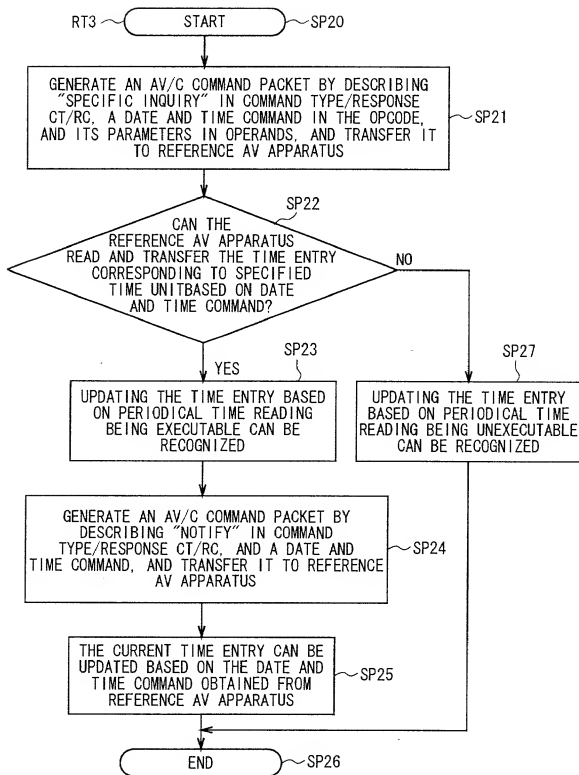 RT3
START
SP20
GENERATE AN AV/C COMMAND PACKET BY DESCRIBING
"SPECIFIC INQUIRY" IN COMMAND TYPE/RESPONSE
CT/RC, A DATE AND TIME COMMAND IN THE OPCODE,
AND ITS PARAMETERS IN OPERANDS, AND TRANSFER IT
TO REFERENCE AV APPARATUS
SP21
SP22
CAN THE
REFERENCE AV APPARATUS
READ AND TRANSFER THE TIME ENTRY
CORRESPONDING TO SPECIFIED
TIME UNITBASED ON DATE
AND TIME COMMAND?
NO
YES
SP23
UPDATING THE TIME ENTRY BASED
ON PERIODICAL TIME READING
BEING EXECUTABLE CAN BE
RECOGNIZED
SP27
UPDATING THE TIME ENTRY
BASED ON PERIODICAL TIME
READING BEING UNEXECUTABLE
CAN BE RECOGNIZED
GENERATE AN AV/C COMMAND PACKET BY
DESCRIBING "NOTIFY" IN COMMAND
TYPE/RESPONSE CT/RC, AND A DATE AND
TIME COMMAND, AND TRANSFER IT TO REFERENCE
AV APPARATUS
SP24
THE CURRENT TIME ENTRY CAN BE
UPDATED BASED ON THE DATE AND
TIME COMMAND OBTAINED FROM
REFERENCE AV APPARATUS
SP25
END
SP26